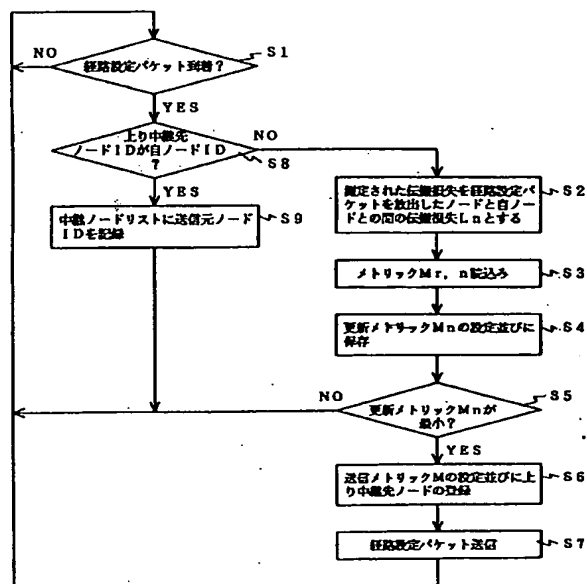 NO
経路設定パケット到着?
S1
YES
上り中継先
ノードIDが自ノードID
?
NO
S8
YES
中継ノードリストに送信元ノード
IDを記録
S9
推定された伝搬損失を経路設定パ
ケットを放出したノードと自ノー
ドとの間の伝搬損失Lnとする
S2
メトリックMr,n読込み
S3
更新メトリックMnの設定並びに
保存
S4
NO
更新メトリックMnが
最小?
S5
YES
送信メトリックMの設定並びに上
り中継先ノードの登録
S6
経路設定パケット送信
S7